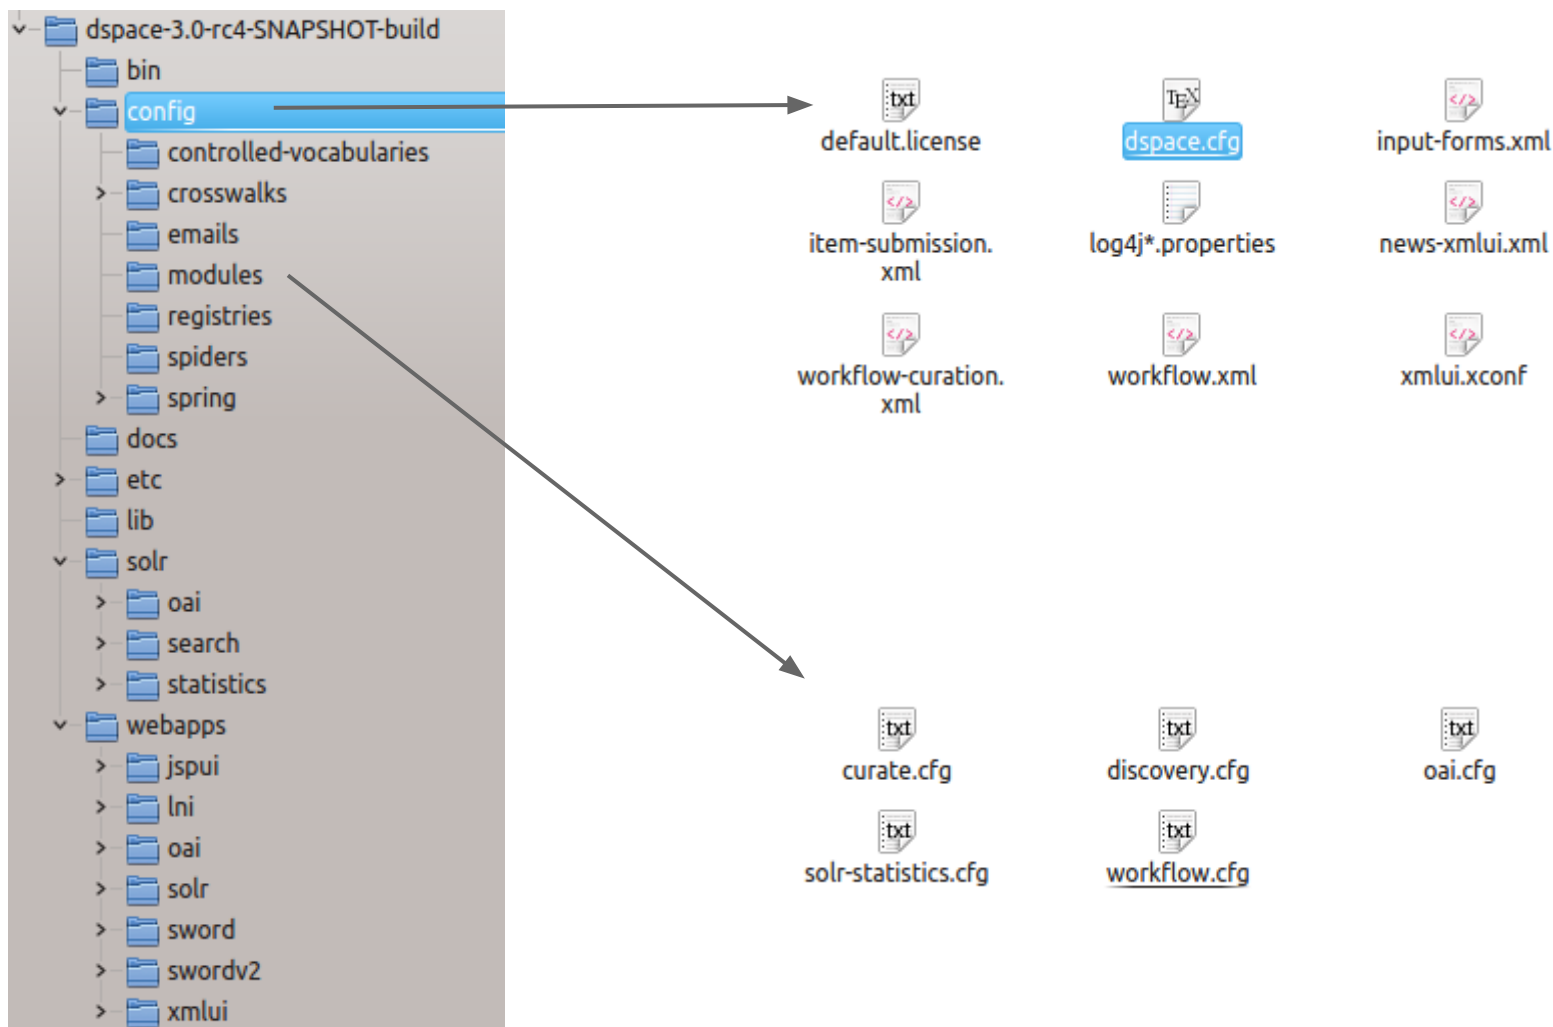 dspace-3.0-rc4-SNAPSHOT-build
bin
config
controlled-vocabularies
crosswalks
emails
modules
registries
spiders
spring
docs
etc
lib
solr
oai
search
statistics
webapps
jspui
lni
oai
solr
sword
swordv2
xmlui
txt
TEX
</>
default.license
dspace.cfg
input-forms.xml
</>
</>
item-submission.
xml
log4j*.properties
news-xmlui.xml
</>
</>
</>
workflow-curation.
xml
workflow.xml
xmlui.xconf
txt
txt
txt
curate.cfg
discovery.cfg
oai.cfg
txt
txt
solr-statistics.cfg
workflow.cfg